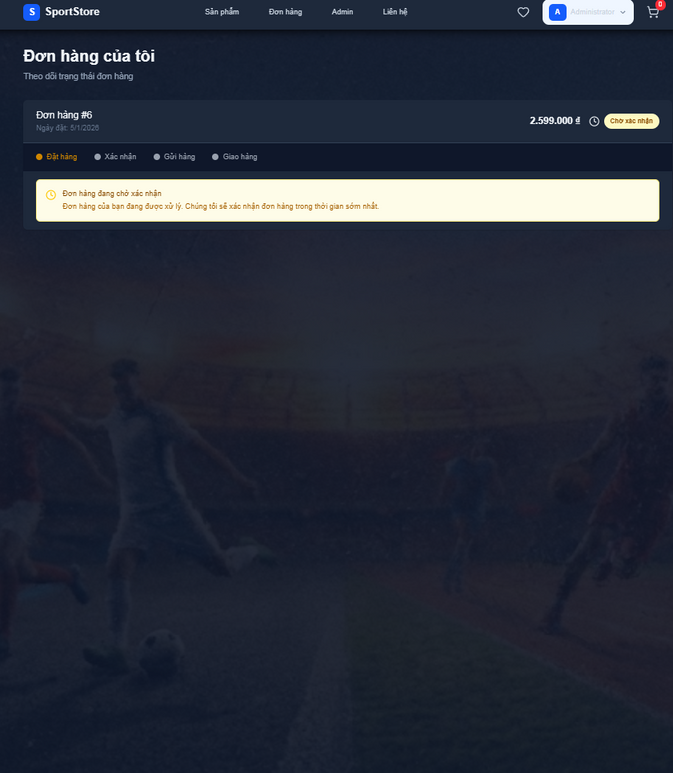 S SportStore Sản phẩm Đơn hàng Admin Liên hệ A Administrator 0
Đơn hàng của tôi
Theo dõi trạng thái đơn hàng
Đơn hàng #6
Ngày đặt: 5/1/2026
2.599.000 ₫ Chờ xác nhận
Đặt hàng Xác nhận Gửi hàng Giao hàng
Đơn hàng đang chờ xác nhận
Đơn hàng của bạn đang được xử lý. Chúng tôi sẽ xác nhận đơn hàng trong thời gian sớm nhất.